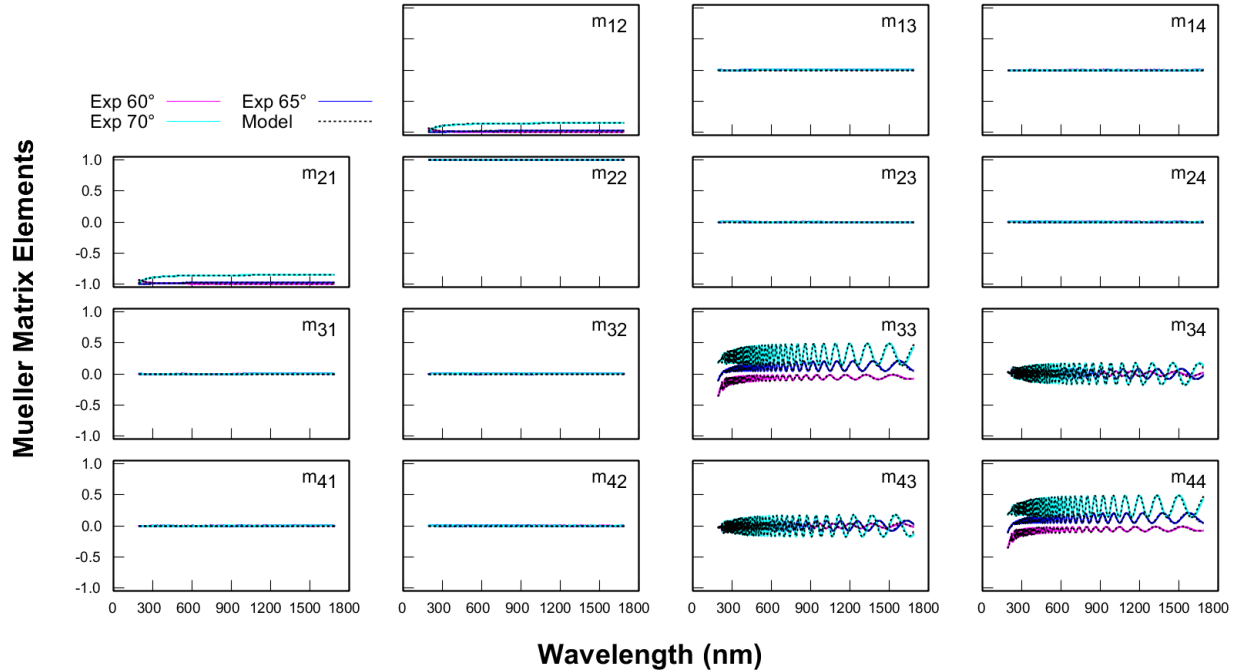 m12
m13
m14
Exp 60° Exp 65°
Exp 70° Model
Mueller Matrix Elements
1.0 m21 m22 m23 m24
0.5
0.0
-0.5
-1.0
1.0 m31 m32 m33 m34
0.5
0.0
-0.5
-1.0
1.0 m41 m42 m43 m44
0.5
0.0
-0.5
-1.0
0 300 600 900 1200 1500 1800 0 300 600 900 1200 1500 1800 0 300 600 900 1200 1500 1800 0 300 600 900 1200 1500 1800
Wavelength (nm)